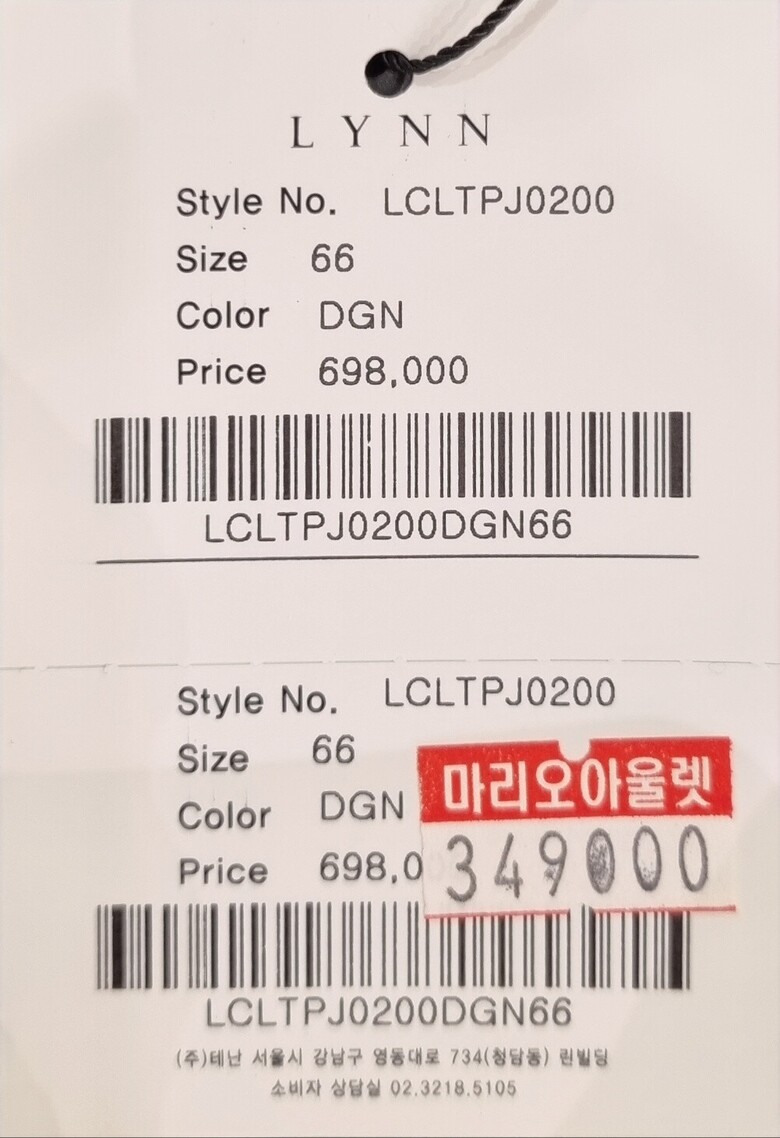 LYNN
Style No. LCLTPJ0200
Size 66
Color DGN
Price 698,000
LCLTPJ0200DGN66
Style No. LCLTPJ0200
Size 66
마리오아울렛
Color DGN
349000
Price 698,0
LCLTPJ0200DGN66
(주)테난 서울시 강남구 영동대로 734(청담동) 린빌딩
소비자 상담실 02.3218.5105